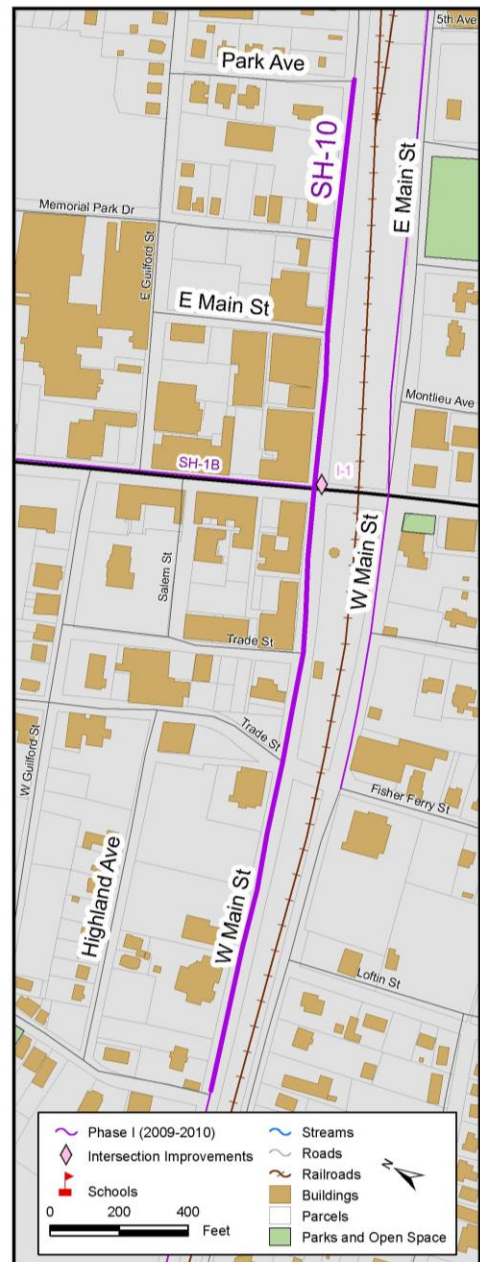 5th Ave
Park Ave
SH-10
E Main St
Memorial Park Dr
E Guilford St
E Main St
Montlieu Ave
SH-1B
I-1
Salem St
W Main St
Trade St
Trade St
W Guilford St
Fisher Ferry St
Highland Ave
W Main St
Loftin St
Phase I (2009-2010)
Intersection Improvements
Schools
0 200 400
Feet
Streams
Roads
Railroads
Buildings
Parcels
Parks and Open Space
N